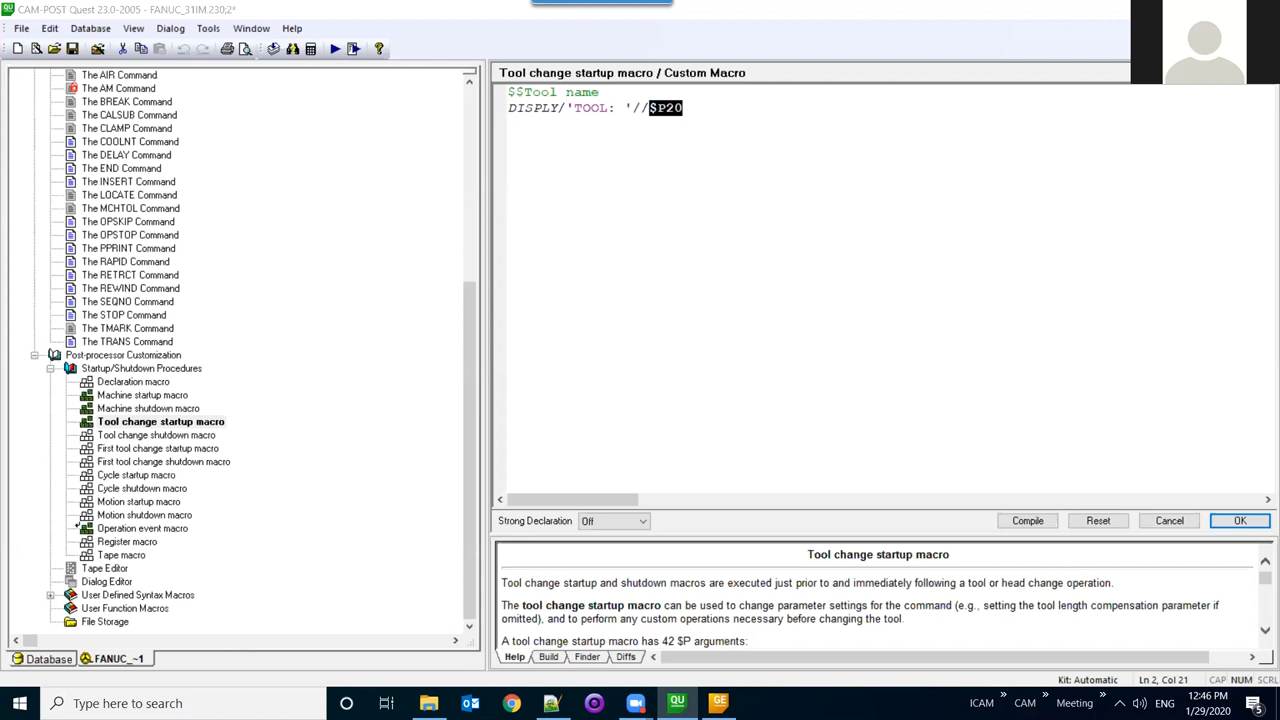 CAM-POST Quest 23.0-2005 - FANUC_31IM.230;2*
File Edit Database View Dialog Tools Window Help
The AIR Command
The AM Command
The BREAK Command
The CALSUB Command
The CLAMP Command
The COOLNT Command
The DELAY Command
The END Command
The INSERT Command
The LOCATE Command
The MCHTOL Command
The OPSKIP Command
The OPSTOP Command
The PPRINT Command
The RAPID Command
The RETRCT Command
The REWIND Command
The SEQNO Command
The STOP Command
The TMARK Command
The TRANS Command
Post-processor Customization
Startup/Shutdown Procedures
Declaration macro
Machine startup macro
Machine shutdown macro
Tool change startup macro
Tool change shutdown macro
First tool change startup macro
First tool change shutdown macro
Cycle startup macro
Cycle shutdown macro
Motion startup macro
Motion shutdown macro
Operation event macro
Register macro
Tape macro
Tape Editor
Dialog Editor
User Defined Syntax Macros
User Function Macros
File Storage
Database FANUC_~1
Tool change startup macro / Custom Macro
$$Tool name
DISPLY/'TOOL: '//$P20
Strong Declaration Off Compile Reset Cancel OK
Tool change startup macro
Tool change startup and shutdown macros are executed just prior to and immediately following a tool or head change operation.
The tool change startup macro can be used to change parameter settings for the command (e.g., setting the tool length compensation parameter if
omitted), and to perform any custom operations necessary before changing the tool.
A tool change startup macro has 42 $P arguments:
Help Build Finder Diffs
Kit: Automatic Ln 2, Col 21 CAP NUM SCRL
Type here to search
QU GE
ICAM CAM Meeting ENG
12:46 PM
1/29/2020
5